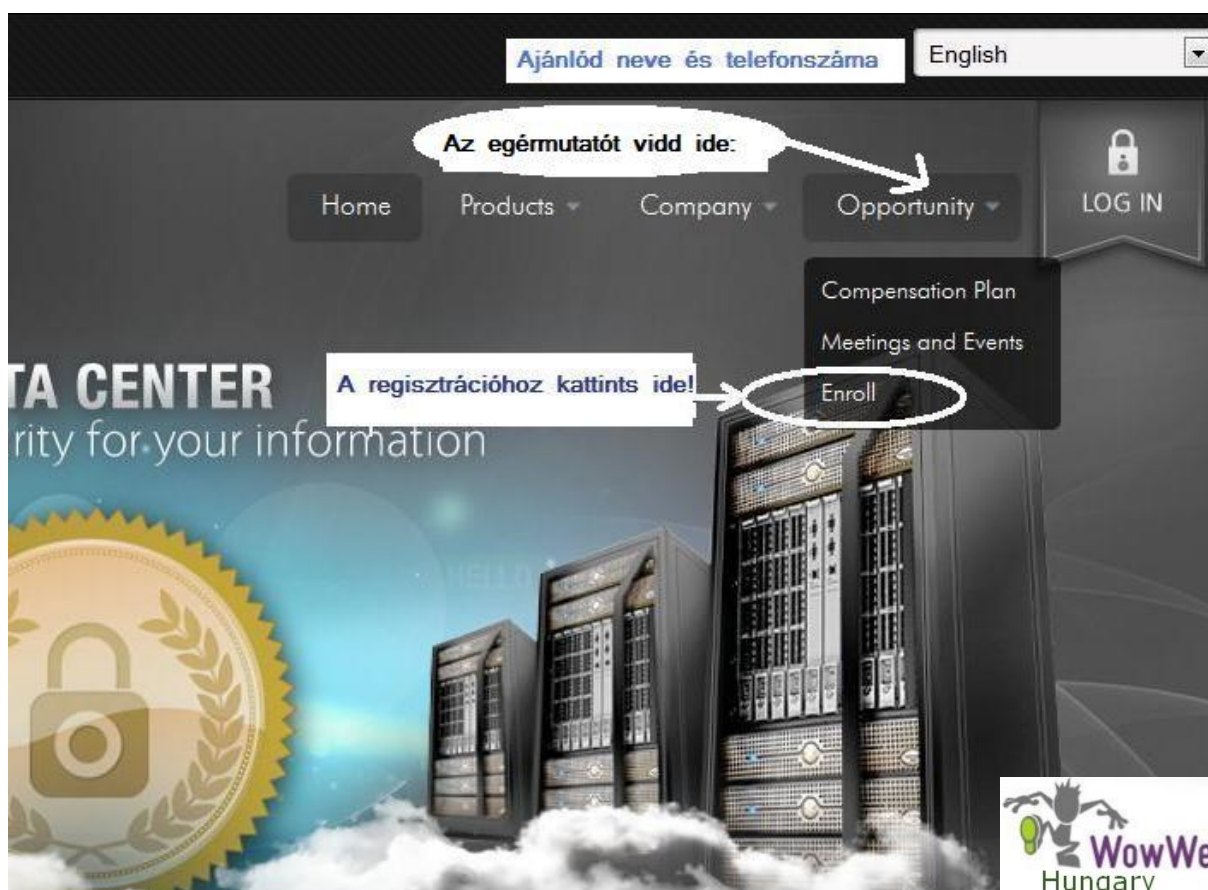 Ajánlód neve és telefonszáma
English
Az egérmutatót vidd ide:
LOG IN
Home Products Company Opportunity
Compensation Plan
Meetings and Events
Enroll
A regisztrációhoz kattints ide!
TA CENTER
rity for your information
HELLO
WowWe
Hungary